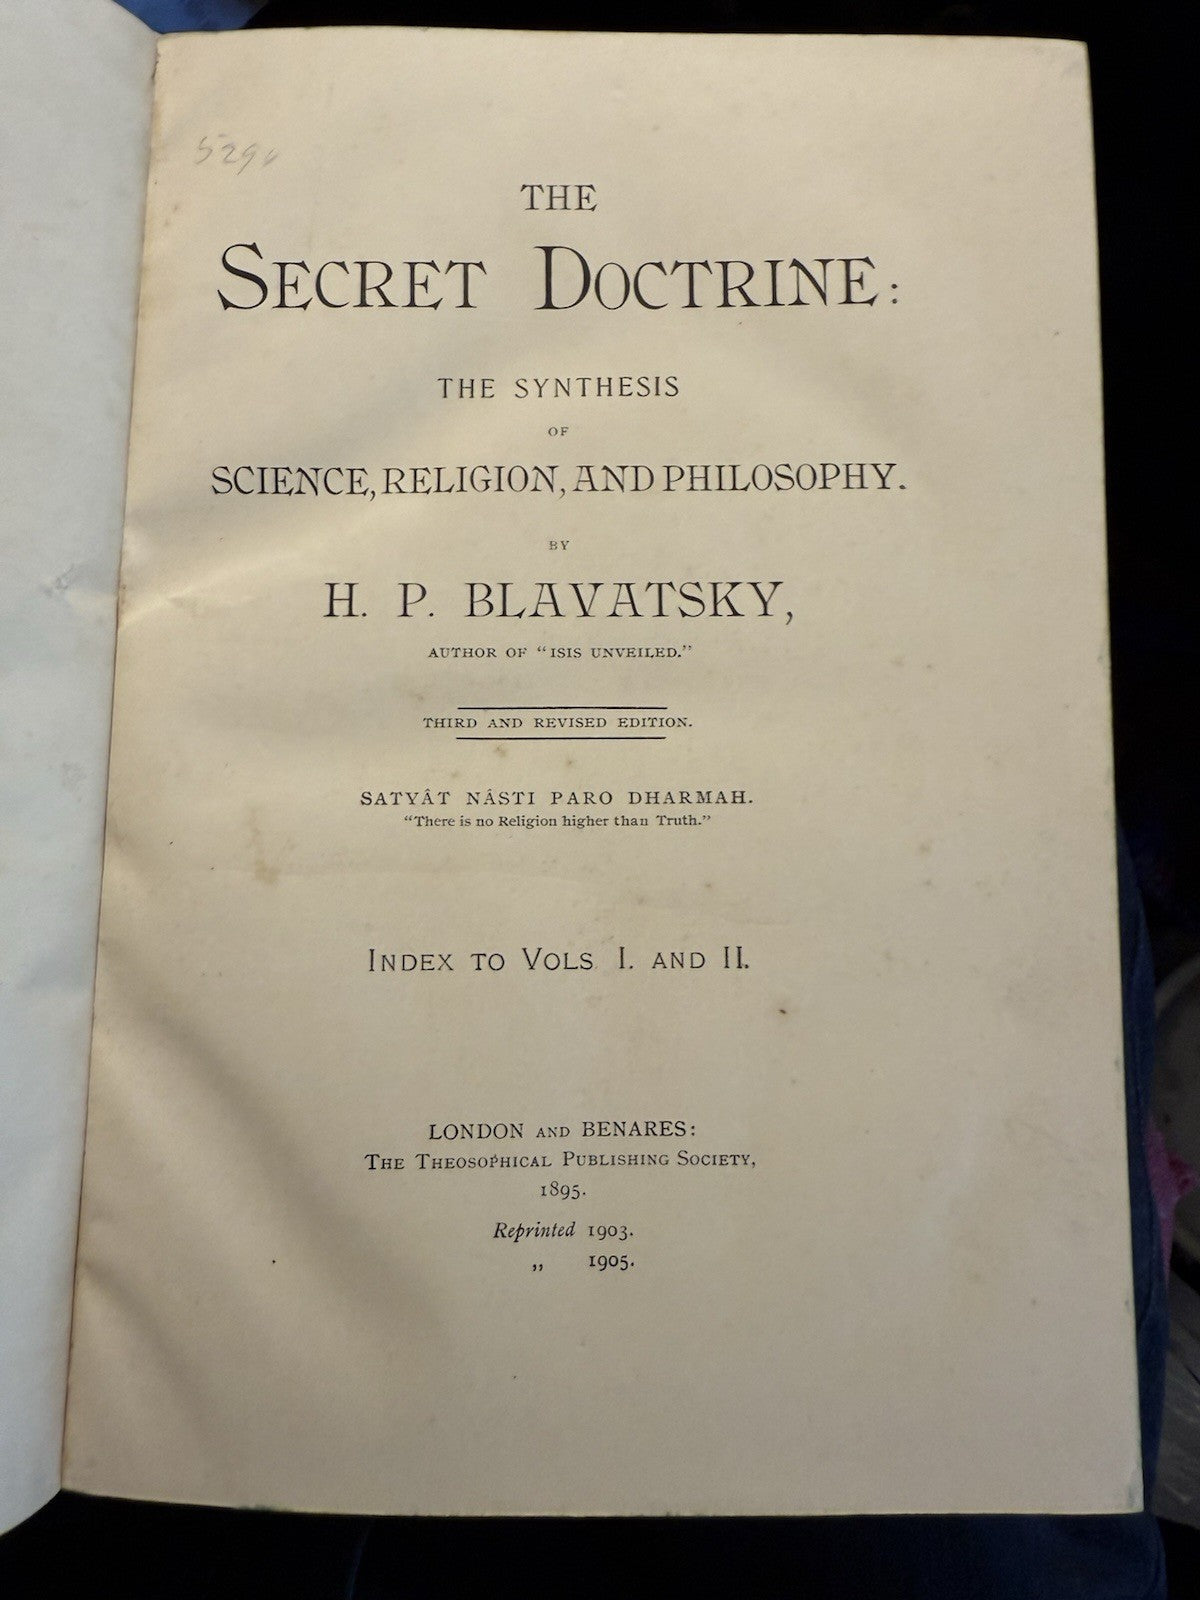 THE
SECRET DOCTRINE:
THE SYNTHESIS
OF
SCIENCE, RELIGION, AND PHILOSOPHY.
BY
H. P. BLAVATSKY,
AUTHOR OF "ISIS UNVEILED."
THIRD AND REVISED EDITION.
SATYÂT NÂSTI PARO DHARMAH.
"There is no Religion higher than Truth."
INDEX TO VOLS I. AND II.
LONDON AND BENARES:
THE THEOSOPHICAL PUBLISHING SOCIETY,
1895.
Reprinted 1903.
„ 1905.